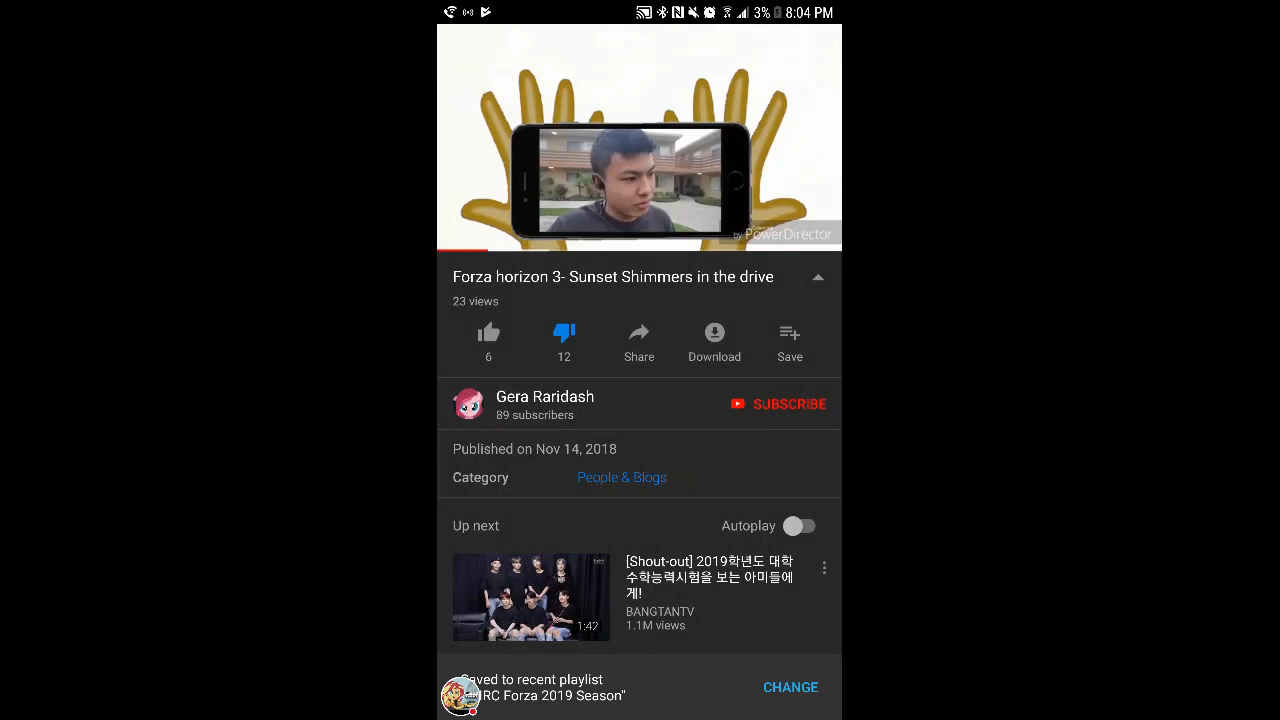 3% 8:04 PM
by PowerDirector
Forza horizon 3- Sunset Shimmers in the drive
23 views
6
12
Share
Download
Save
Gera Raridash
89 subscribers
SUBSCRIBE
Published on Nov 14, 2018
Category
People & Blogs
Up next
Autoplay
[Shout-out] 2019학년도 대학
수학능력시험을 보는 아미들에
게!
BANGTANTV
1.1M views
1:42
Saved to recent playlist
Forza 2019 Season"
CHANGE